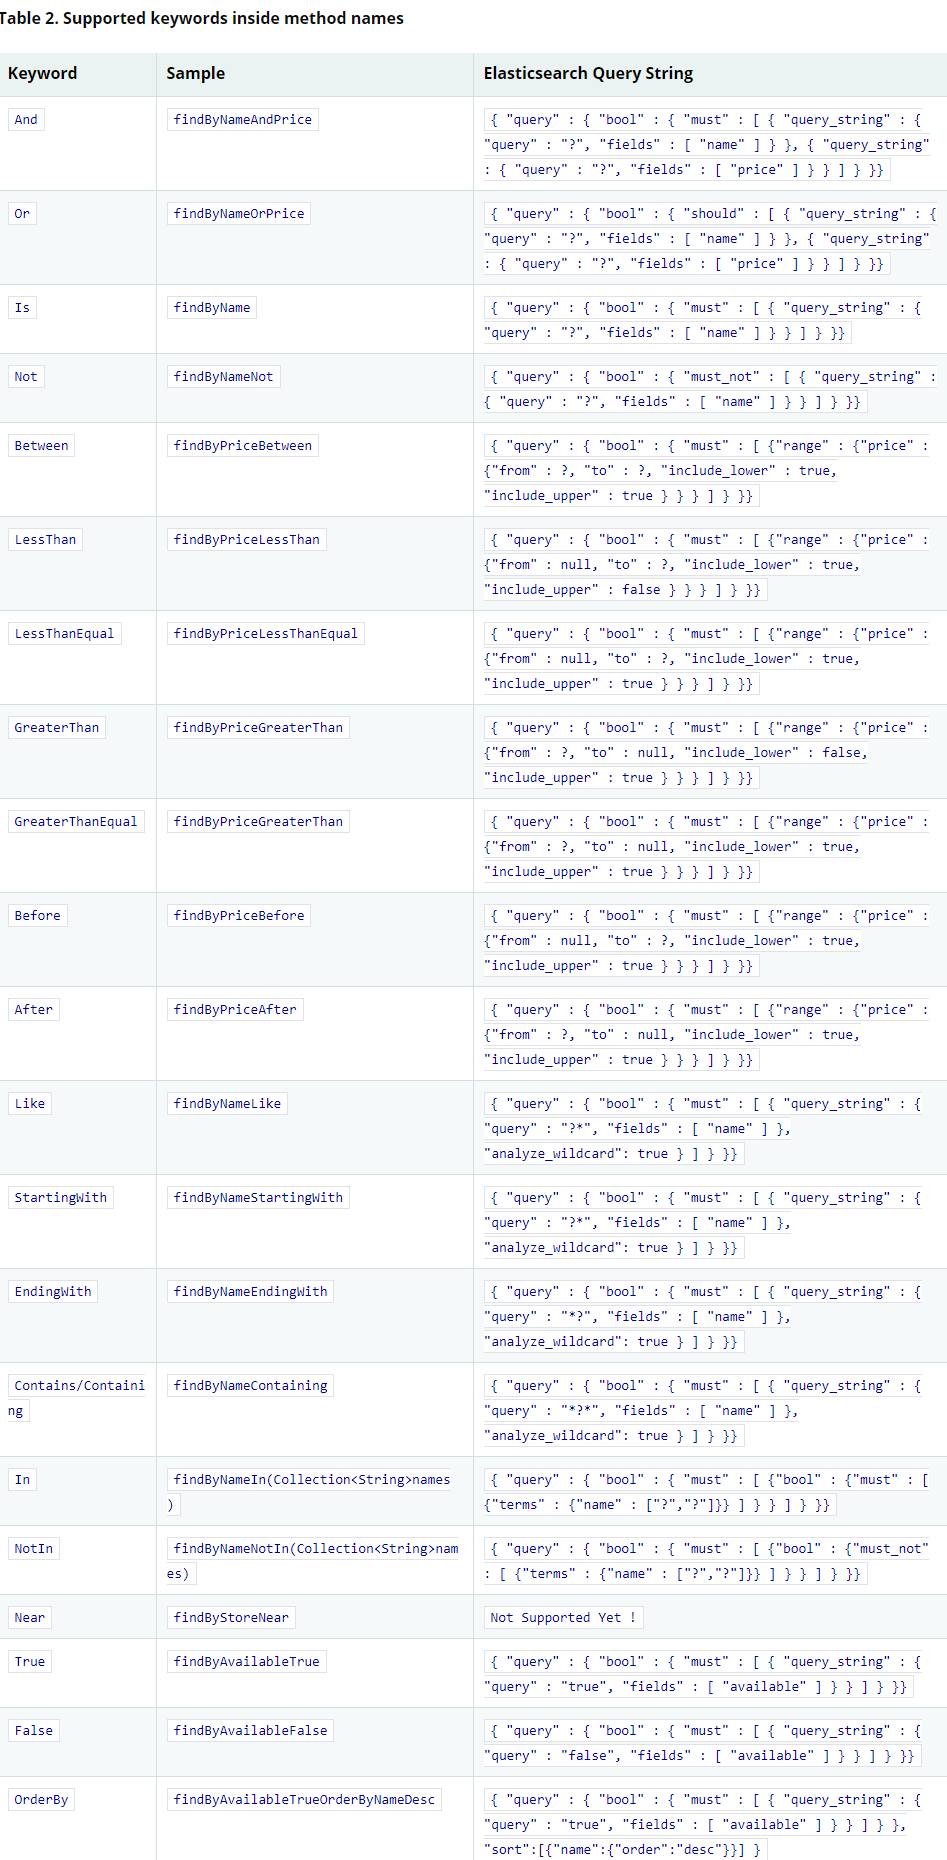 Table 2. Supported keywords inside method names
Keyword
Sample
Elasticsearch Query String
And
findByNameAndPrice
{ "query" : { "bool" : { "must" : [ { "query_string" : {
"query" : "?", "fields" : [ "name" ] } }, { "query_string"
: { "query" : "?", "fields" : [ "price" ] } } ] } }}
Or
findByNameOrPrice
{ "query" : { "bool" : { "should" : [ { "query_string" : {
"query" : "?", "fields" : [ "name" ] } }, { "query_string"
: { "query" : "?", "fields" : [ "price" ] } } ] } }}
Is
findByName
{ "query" : { "bool" : { "must" : [ { "query_string" : {
"query" : "?", "fields" : [ "name" ] } } ] } }}
Not
findByNameNot
{ "query" : { "bool" : { "must_not" : [ { "query_string" :
{ "query" : "?", "fields" : [ "name" ] } } ] } }}
Between
findByPriceBetween
{ "query" : { "bool" : { "must" : [ {"range" : {"price" :
{"from" : ?, "to" : ?, "include_lower" : true,
"include_upper" : true } } } ] } }}
LessThan
findByPriceLessThan
{ "query" : { "bool" : { "must" : [ {"range" : {"price" :
{"from" : null, "to" : ?, "include_lower" : true,
"include_upper" : false } } } ] } }}
LessThanEqual
findByPriceLessThanEqual
{ "query" : { "bool" : { "must" : [ {"range" : {"price" :
{"from" : null, "to" : ?, "include_lower" : true,
"include_upper" : true } } } ] } }}
GreaterThan
findByPriceGreaterThan
{ "query" : { "bool" : { "must" : [ {"range" : {"price" :
{"from" : ?, "to" : null, "include_lower" : false,
"include_upper" : true } } } ] } }}
GreaterThanEqual
findByPriceGreaterThan
{ "query" : { "bool" : { "must" : [ {"range" : {"price" :
{"from" : ?, "to" : null, "include_lower" : true,
"include_upper" : true } } } ] } }}
Before
findByPriceBefore
{ "query" : { "bool" : { "must" : [ {"range" : {"price" :
{"from" : null, "to" : ?, "include_lower" : true,
"include_upper" : true } } } ] } }}
After
findByPriceAfter
{ "query" : { "bool" : { "must" : [ {"range" : {"price" :
{"from" : ?, "to" : null, "include_lower" : true,
"include_upper" : true } } } ] } }}
Like
findByNameLike
{ "query" : { "bool" : { "must" : [ { "query_string" : {
"query" : "?*", "fields" : [ "name" ] },
"analyze_wildcard": true } ] } }}
StartingWith
findByNameStartingWith
{ "query" : { "bool" : { "must" : [ { "query_string" : {
"query" : "?*", "fields" : [ "name" ] },
"analyze_wildcard": true } ] } }}
EndingWith
findByNameEndingWith
{ "query" : { "bool" : { "must" : [ { "query_string" : {
"query" : "*?", "fields" : [ "name" ] },
"analyze_wildcard": true } ] } }}
Contains/Containi
ng
findByNameContaining
{ "query" : { "bool" : { "must" : [ { "query_string" : {
"query" : "*?*", "fields" : [ "name" ] },
"analyze_wildcard": true } ] } }}
In
findByNameIn(Collection<String>names
)
{ "query" : { "bool" : { "must" : [ {"bool" : {"must" : [
{"terms" : {"name" : ["?","?"]}} ] } } ] } }}
NotIn
findByNameNotIn(Collection<String>nam
es)
{ "query" : { "bool" : { "must" : [ {"bool" : {"must_not"
: [ {"terms" : {"name" : ["?","?"]}} ] } } ] } }}
Near
findByStoreNear
Not Supported Yet !
True
findByAvailableTrue
{ "query" : { "bool" : { "must" : [ { "query_string" : {
"query" : "true", "fields" : [ "available" ] } } ] } }}
False
findByAvailableFalse
{ "query" : { "bool" : { "must" : [ { "query_string" : {
"query" : "false", "fields" : [ "available" ] } } ] } }}
OrderBy
findByAvailableTrueOrderByNameDesc
{ "query" : { "bool" : { "must" : [ { "query_string" : {
"query" : "true", "fields" : [ "available" ] } } ] } },
"sort":[{"name":{"order":"desc"}}] }